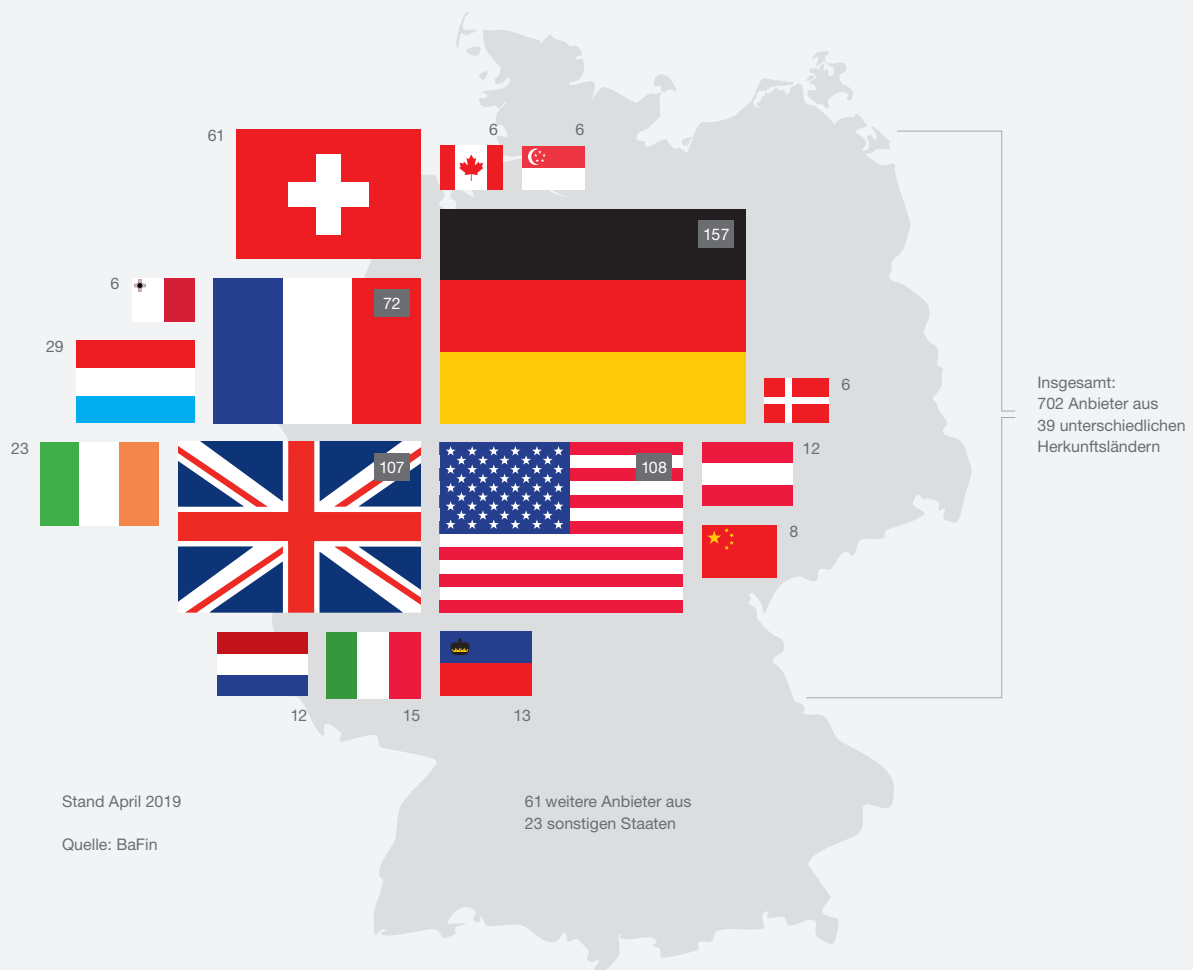 61
6
6
157
6
72
29
6
Insgesamt:
702 Anbieter aus
39 unterschiedlichen
Herkunftsländern
23
107
108
12
8
12
15
13
Stand April 2019
Quelle: BaFin
61 weitere Anbieter aus
23 sonstigen Staaten